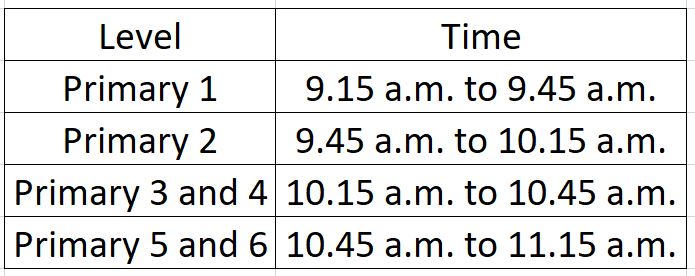 Level Time
Primary 1 9.15 a.m. to 9.45 a.m.
Primary 2 9.45 a.m. to 10.15 a.m.
Primary 3 and 4 10.15 a.m. to 10.45 a.m.
Primary 5 and 6 10.45 a.m. to 11.15 a.m.